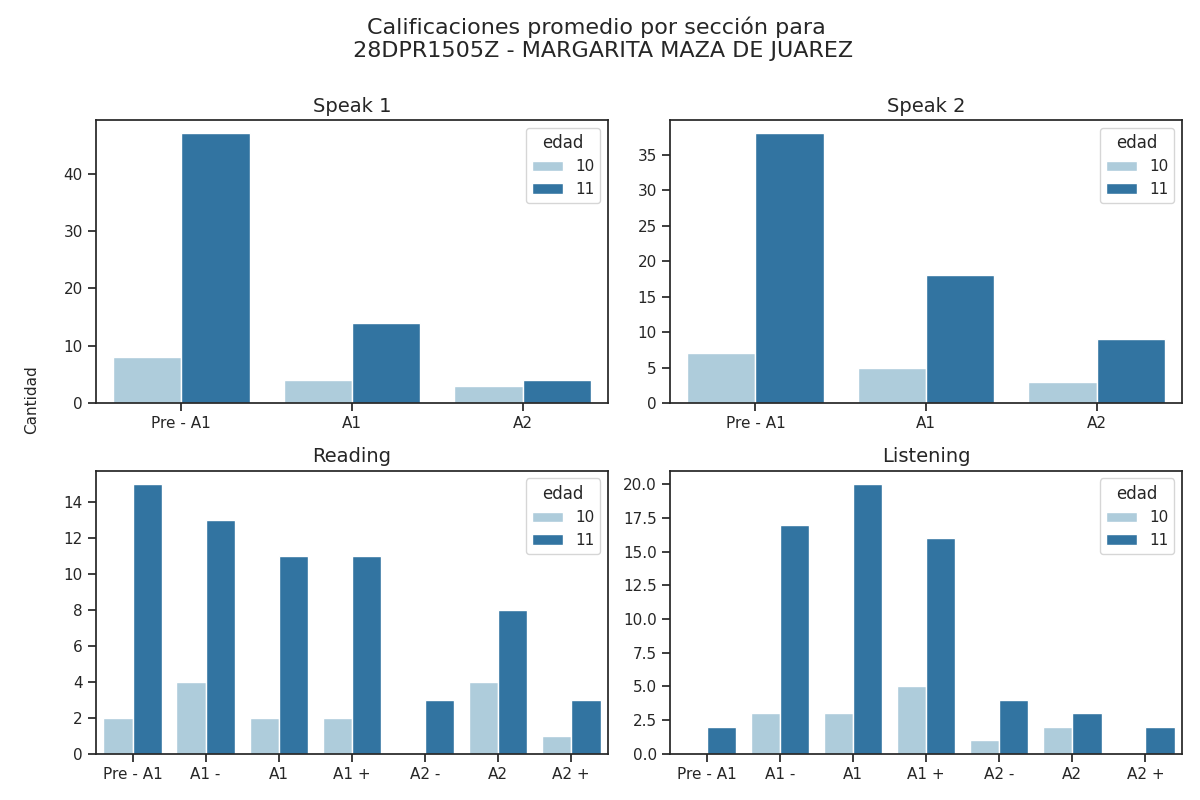 Calificaciones promedio por sección para
28DPR1505Z - MARGARITA MAZA DE JUAREZ
Cantidad
Speak 1
40
30
20
10
0
Pre - A1 A1 A2
edad
10
11
Speak 2
35
30
25
20
15
10
5
0
Pre - A1 A1 A2
edad
10
11
Reading
14
12
10
8
6
4
2
0
Pre - A1 A1 - A1 A1 + A2 - A2 A2 +
edad
10
11
Listening
20.0
17.5
15.0
12.5
10.0
7.5
5.0
2.5
0.0
Pre - A1 A1 - A1 A1 + A2 - A2 A2 +
edad
10
11